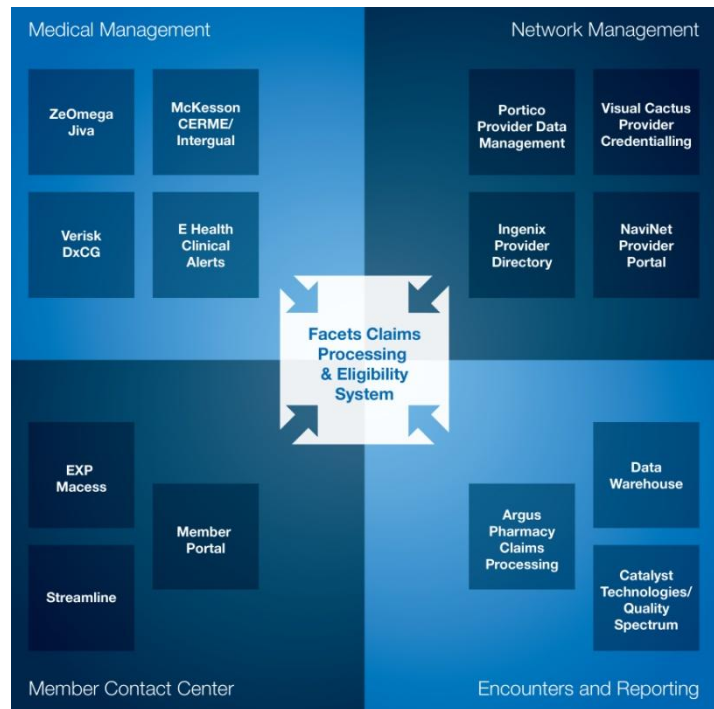 Medical Management
Network Management
ZeOmega
Jiva
McKesson
CERME/
Intergual
Portico
Provider Data
Management
Visual Cactus
Provider
Credentialling
Verisk
DxCG
E Health
Clinical
Alerts
Ingenix
Provider
Directory
NaviNet
Provider
Portal
Facets Claims
Processing
& Eligibility
System
EXP
Macess
Member
Portal
Streamline
Argus
Pharmacy
Claims
Processing
Data
Warehouse
Catalyst
Technologies/
Quality
Spectrum
Member Contact Center
Encounters and Reporting